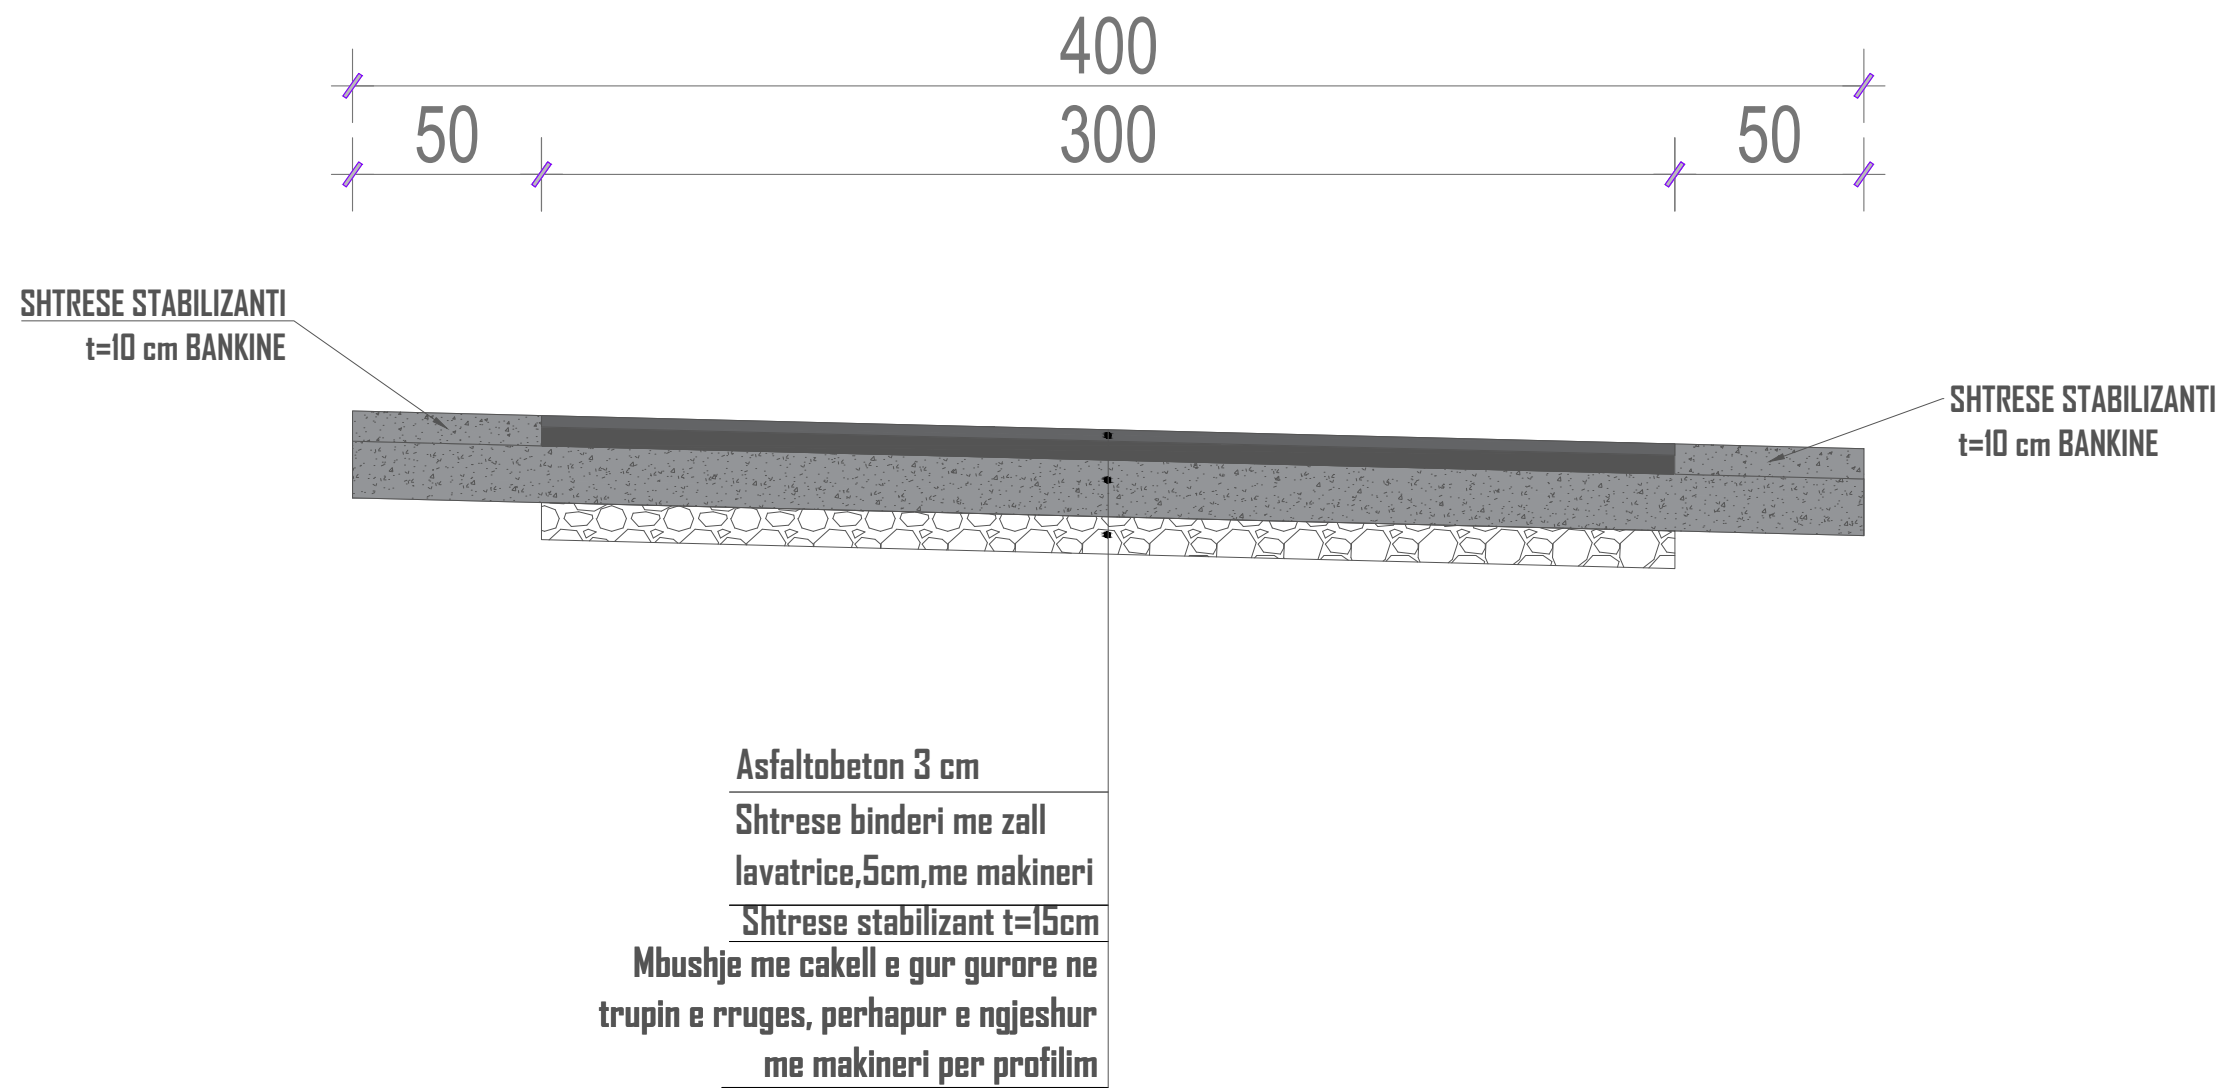 400
50
300
50
SHTRESE STABILIZANTI
t=10 cm BANKINE
SHTRESE STABILIZANTI
t=10 cm BANKINE
Asfaltobeton 3 cm
Shtrese binderi me zall
lavatrice,5cm,me makineri
Shtrese stabilizant t=15cm
Mbushje me cakell e gur gurore ne
trupin e rruges, perhapur e ngjeshur
me makineri per profilim